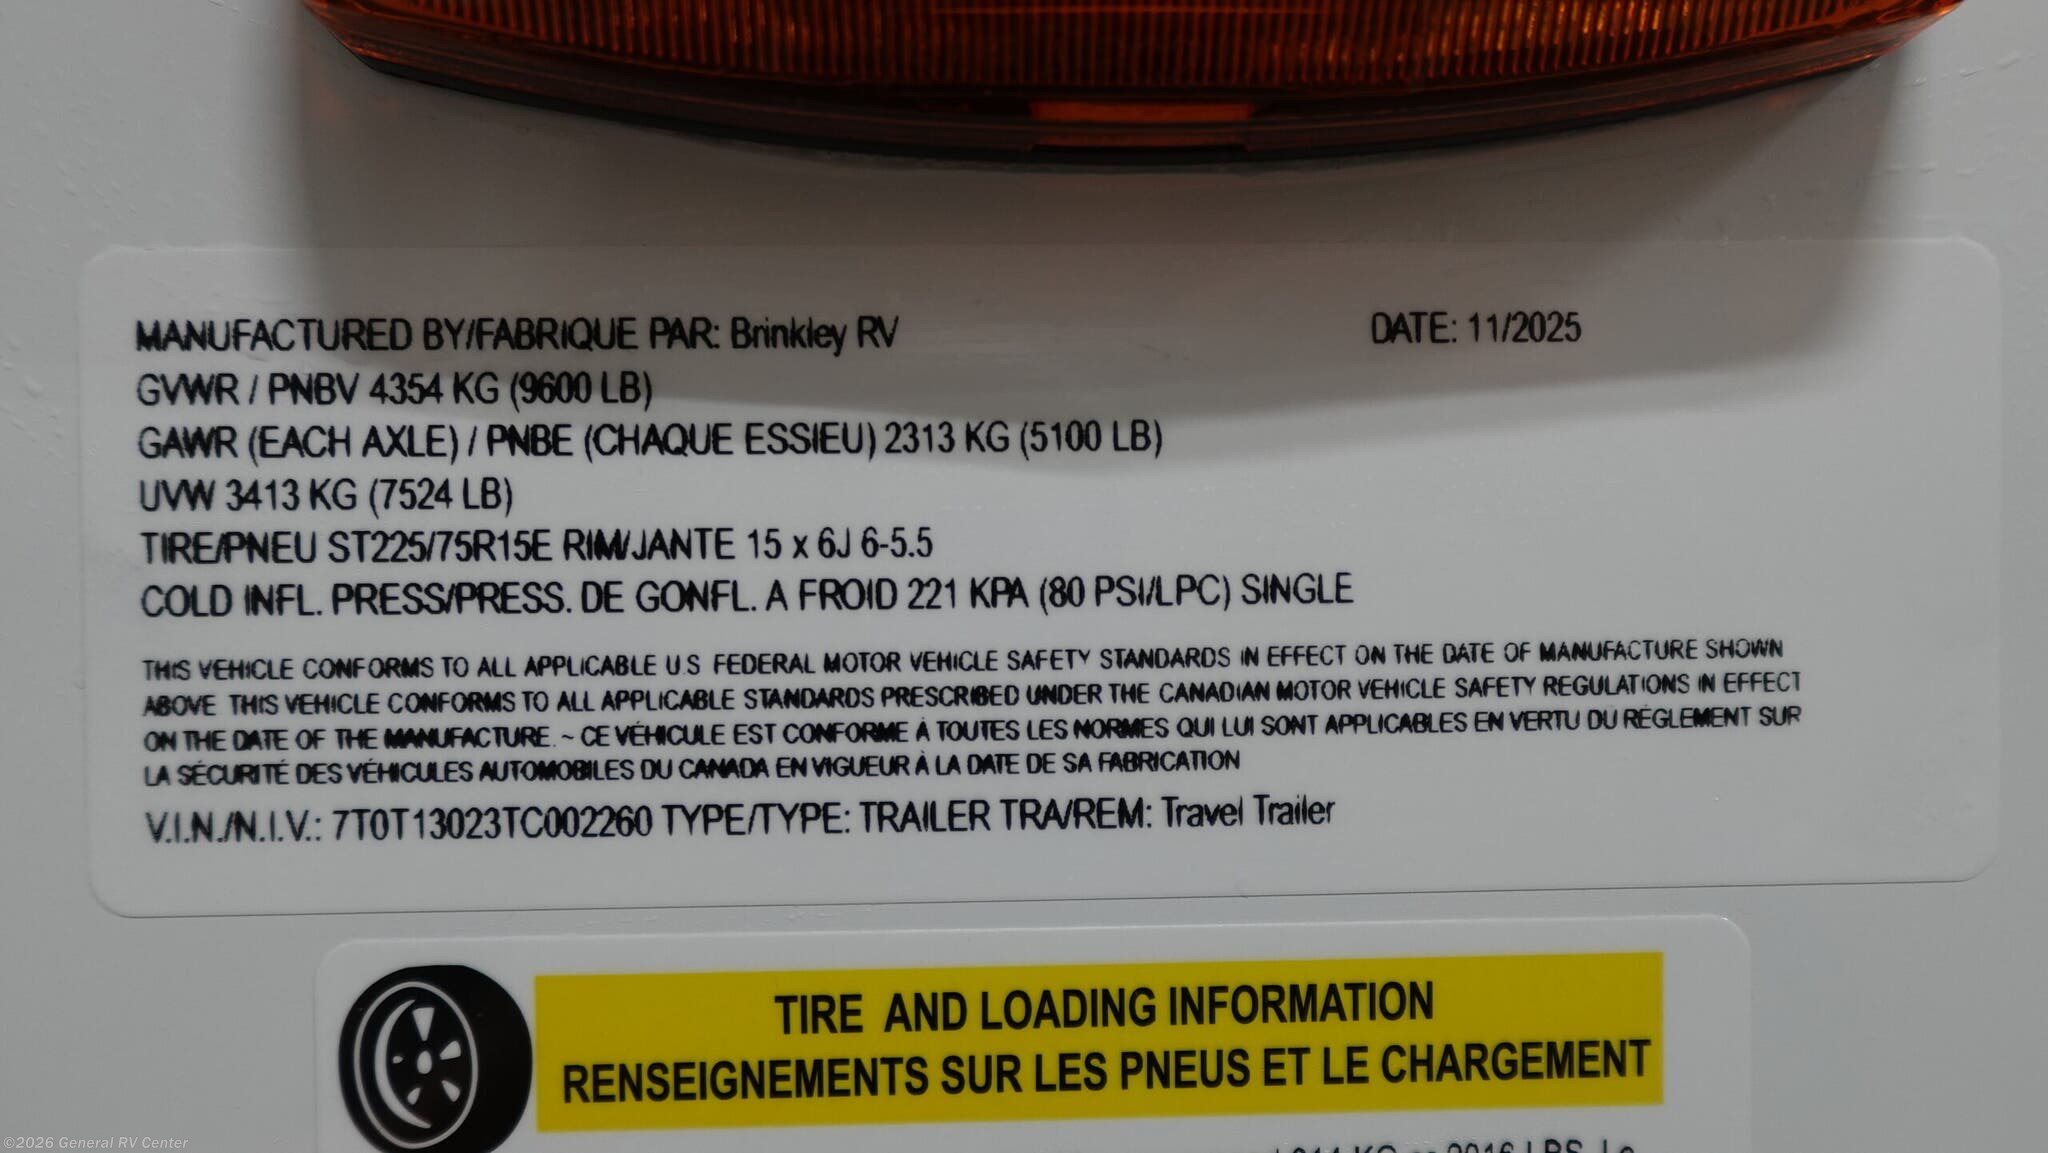 MANUFACTURED BY/FABRIQUE PAR: Brinkley RV DATE: 11/2025
GVWR / PNBV 4354 KG (9600 LB)
GAWR (EACH AXLE) / PNBE (CHAQUE ESSIEU) 2313 KG (5100 LB)
UVW 3413 KG (7524 LB)
TIRE/PNEU ST225/75R15E RIM/JANTE 15 x 6J 6-5.5
COLD INFL. PRESS/PRESS. DE GONFL. A FROID 221 KPA (80 PSI/LPC) SINGLE
THIS VEHICLE CONFORMS TO ALL APPLICABLE U.S FEDERAL MOTOR VEHICLE SAFETY STANDARDS IN EFFECT ON THE DATE OF MANUFACTURE SHOWN
ABOVE THIS VEHICLE CONFORMS TO ALL APPLICABLE STANDARDS PRESCRIBED UNDER THE CANADIAN MOTOR VEHICLE SAFETY REGULATIONS IN EFFECT
ON THE DATE OF THE MANUFACTURE. ~ CE VÉHICULE EST CONFORME À TOUTES LES NORMES QUI LUI SONT APPLICABLES EN VERTU DU RÈGLEMENT SUR
LA SÉCURITÉ DES VÉHICULES AUTOMOBILES DU CANADA EN VIGUEUR À LA DATE DE SA FABRICATION
V.I.N./N.I.V.: 7T0T13023TC002260 TYPE/TYPE: TRAILER TRA/REM: Travel Trailer
TIRE AND LOADING INFORMATION
RENSEIGNEMENTS SUR LES PNEUS ET LE CHARGEMENT
©2026 General RV Center